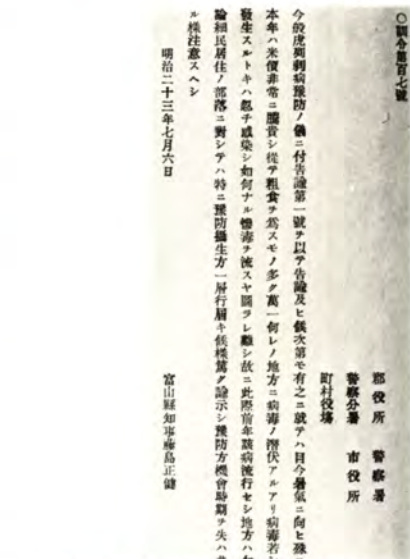 ○訓令第百七號
郡役所　警察署
警察分署　市役所
町村役塲
今般虎列剌病豫防ノ儀ニ付告諭第一號ヲ以テ告諭及ヒ候次第モ有之ニ就テハ目今暑氣ニ向ヒ殊
本年ハ米價非常ニ騰貴シ從テ粗食ヲ爲スモノ多ク萬一何レノ地方ニ病毒ノ潛伏アルアリ病毒若
發生スルトキハ忽チ感染シ如何ナル慘毒ヲ流スヤ圖ラレ難シ故ニ此際前年該病流行セシ地方ハ
論細民居住ノ部落ニ對シテハ特ニ豫防攝生方一層行屆キ候樣篤ク諭示シ豫防方機會時期ヲ失ハ
ル樣注意スヘシ
明治二十三年七月六日
富山縣知事藤島正健